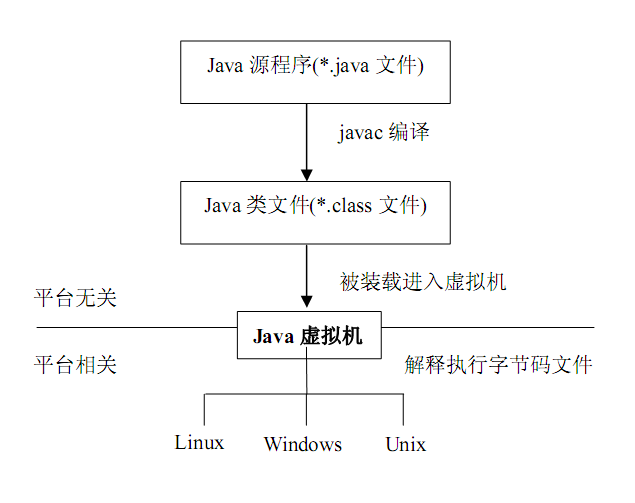 Java 源程序(*.java 文件)
javac 编译
Java 类文件(*.class 文件)
被装载进入虚拟机
平台无关
Java 虚拟机
平台相关
解释执行字节码文件
Linux
Windows
Unix